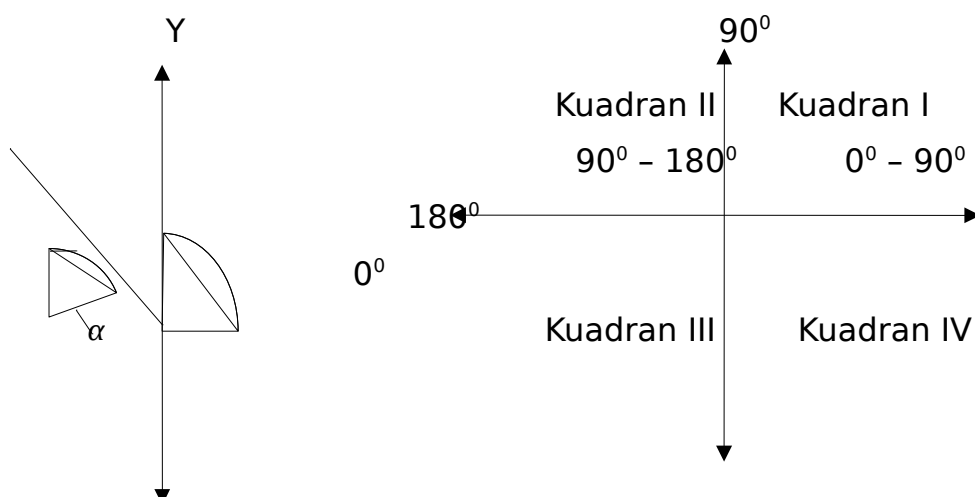 Y
α
90⁰
Kuadran II
Kuadran I
90⁰ – 180⁰
0⁰ – 90⁰
180⁰
0⁰
Kuadran III
Kuadran IV